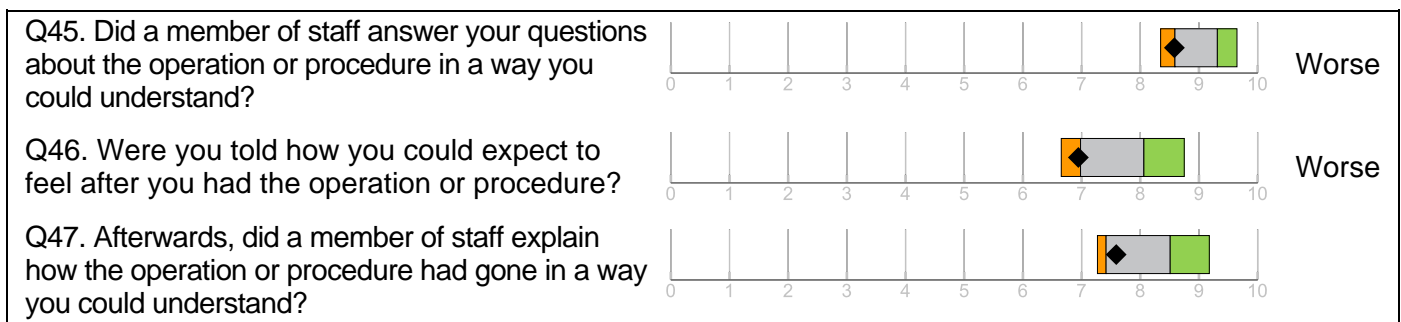 Q45. Did a member of staff answer your questions
about the operation or procedure in a way you
could understand?
Worse
0 1 2 3 4 5 6 7 8 9 10
Q46. Were you told how you could expect to
feel after you had the operation or procedure?
Worse
0 1 2 3 4 5 6 7 8 9 10
Q47. Afterwards, did a member of staff explain
how the operation or procedure had gone in a way
you could understand?
0 1 2 3 4 5 6 7 8 9 10